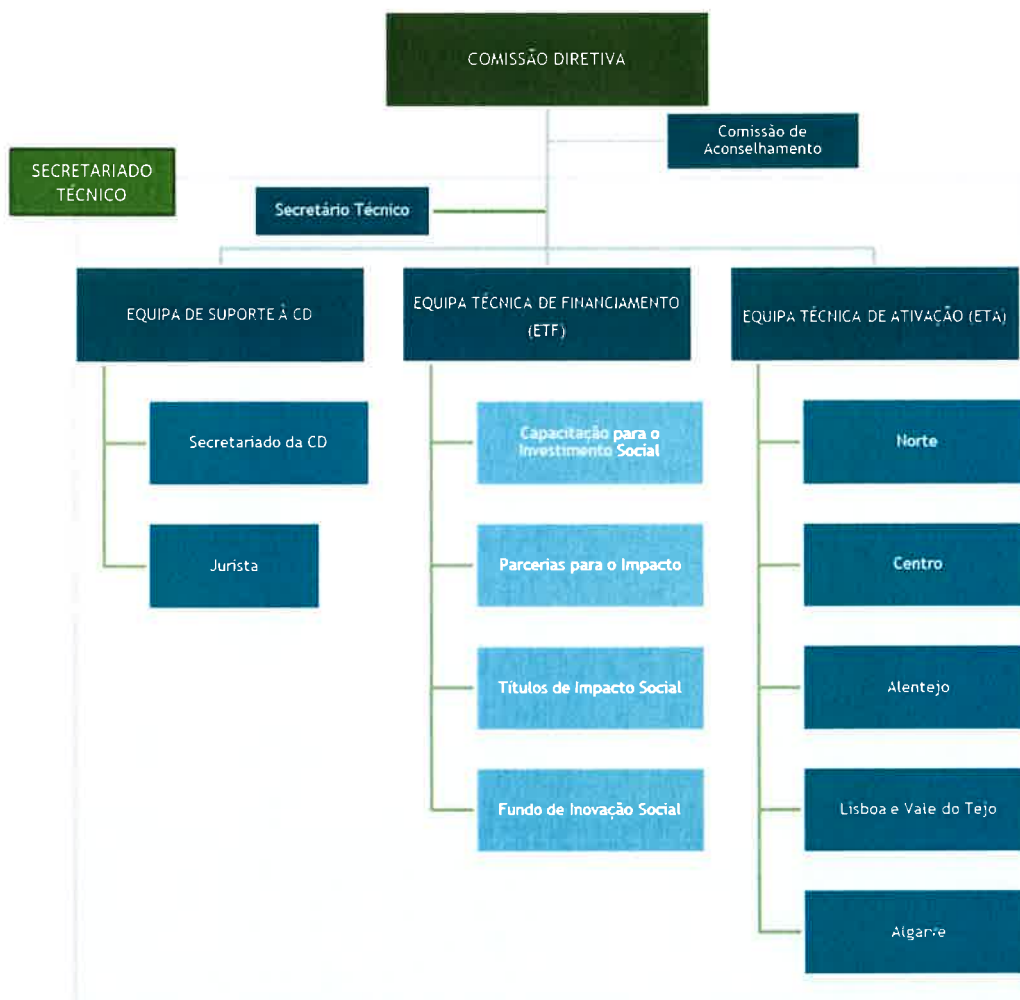 COMISSÃO DIRETIVA
Comissão de
Aconselhamento
SECRETARIADO
TÉCNICO
Secretário Técnico
EQUIPA DE SUPORTE À CD
EQUIPA TÉCNICA DE FINANCIAMENTO
(ETF)
EQUIPA TÉCNICA DE ATIVAÇÃO (ETA)
Secretariado da CD
Jurista
Capacitação para o
Investimento Social
Parcerias para o Impacto
Títulos de Impacto Social
Fundo de Inovação Social
Norte
Centro
Alentejo
Lisboa e Vale do Tejo
Algarve